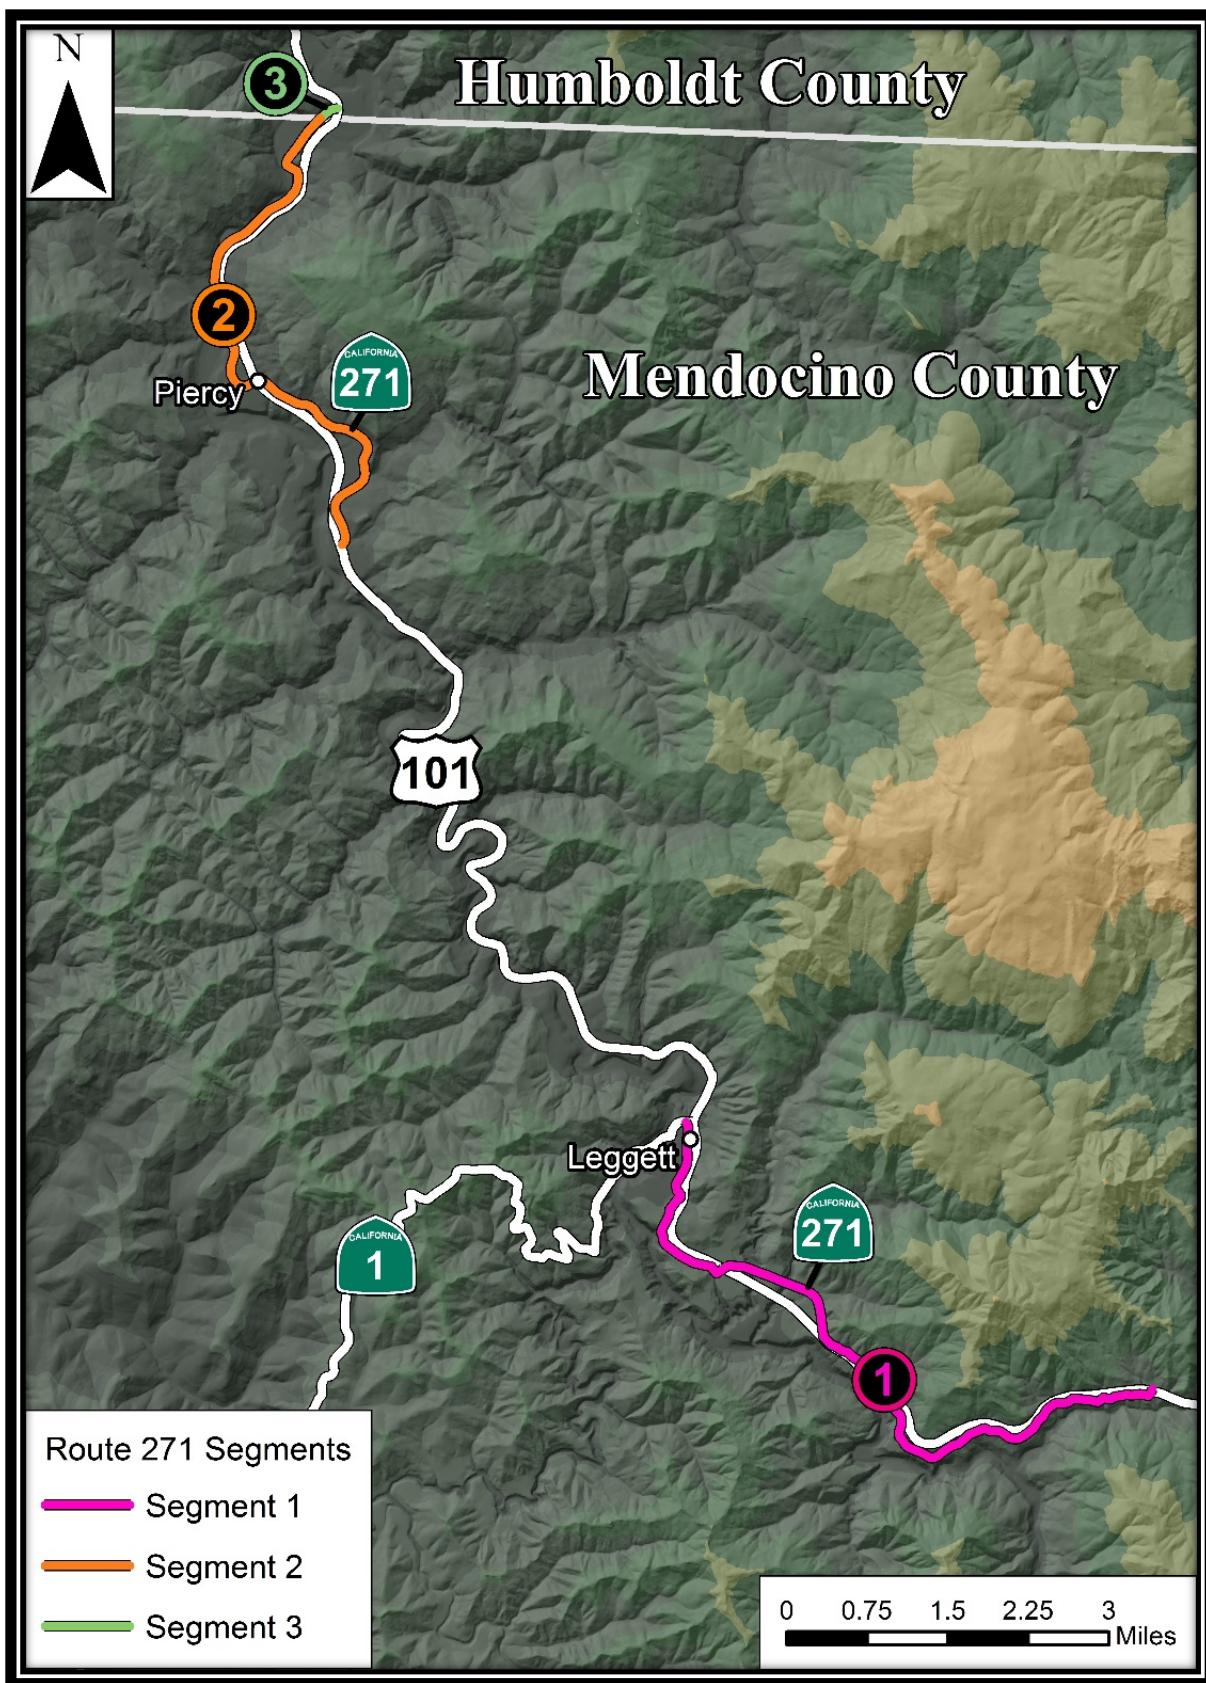 N
3
Humboldt County
2
CALIFORNIA
271
Piercy
Mendocino County
101
Leggett
CALIFORNIA
271
CALIFORNIA
1
1
Route 271 Segments
Segment 1
Segment 2
Segment 3
0 0.75 1.5 2.25 3
Miles